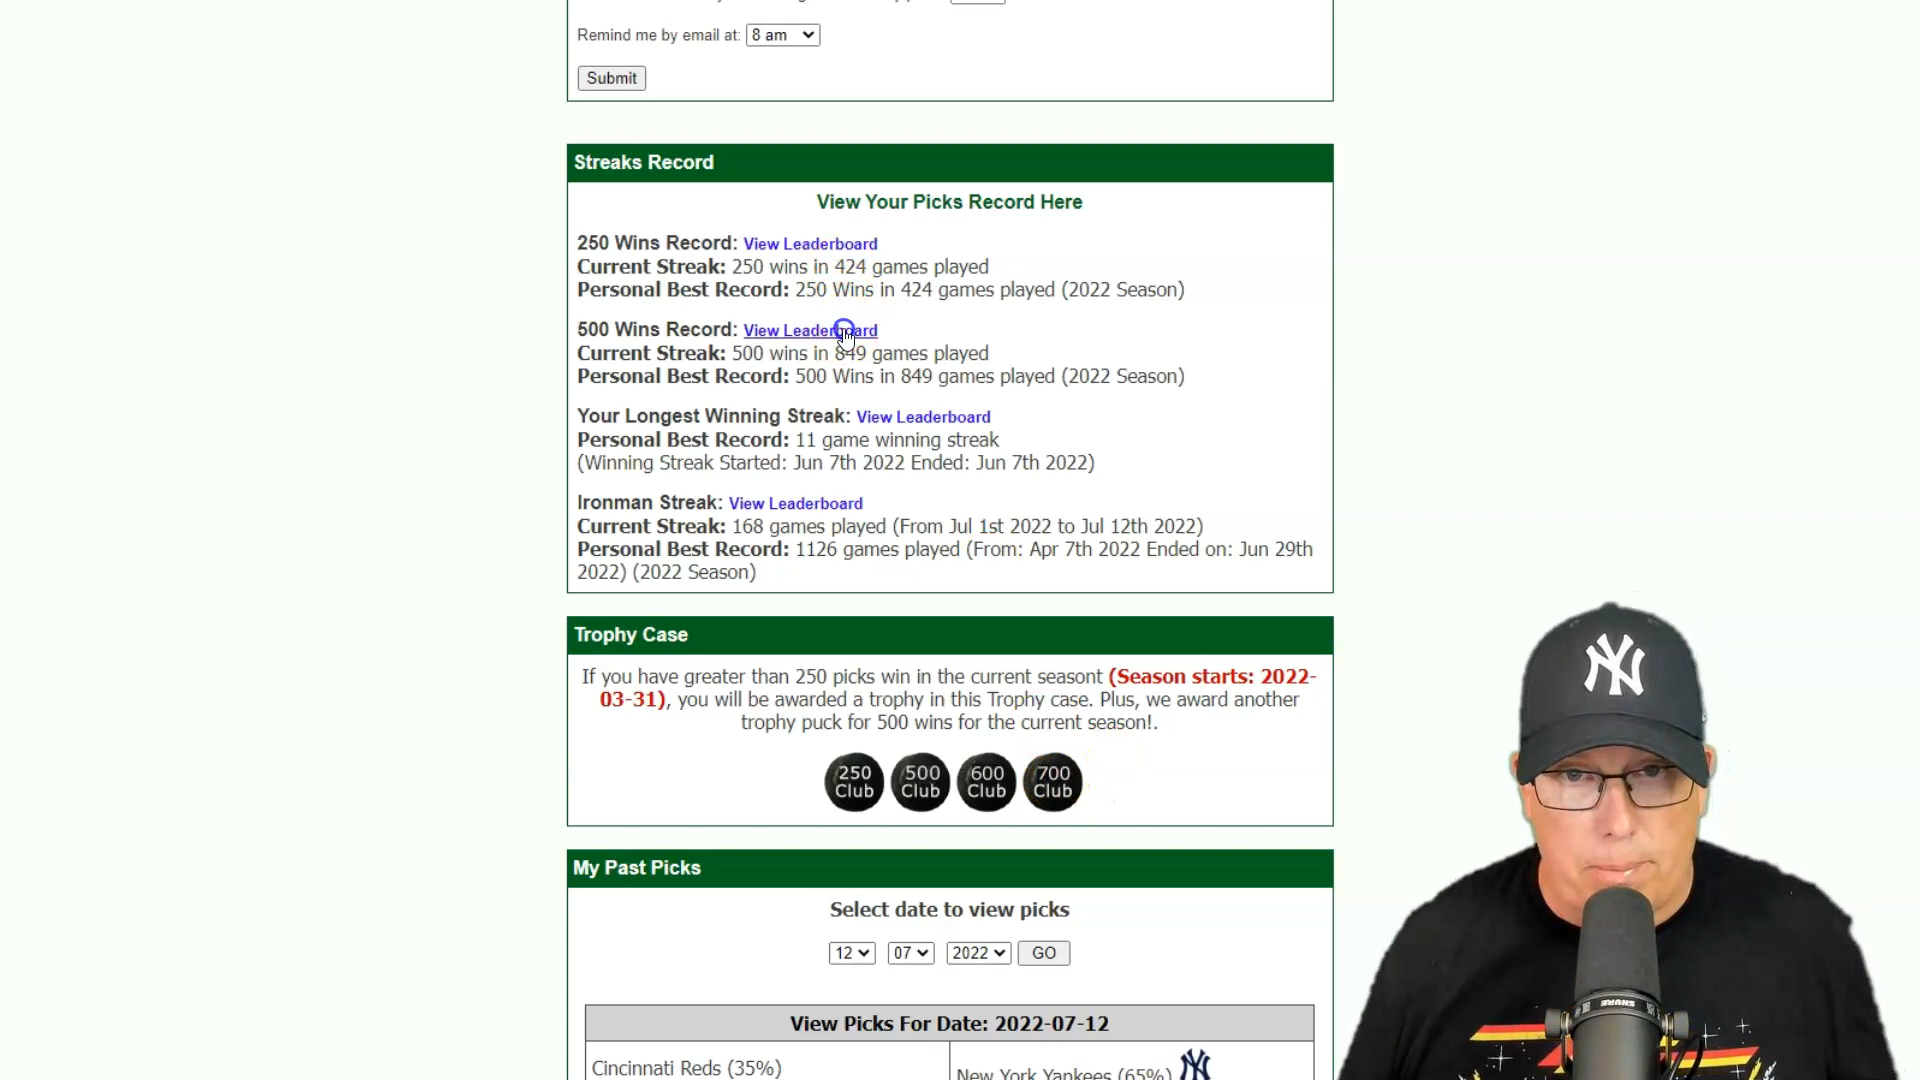 Remind me by email at: 8 am
Submit
Streaks Record
View Your Picks Record Here
250 Wins Record: View Leaderboard
Current Streak: 250 wins in 424 games played
Personal Best Record: 250 Wins in 424 games played (2022 Season)
500 Wins Record: View Leaderboard
Current Streak: 500 wins in 849 games played
Personal Best Record: 500 Wins in 849 games played (2022 Season)
Your Longest Winning Streak: View Leaderboard
Personal Best Record: 11 game winning streak
(Winning Streak Started: Jun 7th 2022 Ended: Jun 7th 2022)
Ironman Streak: View Leaderboard
Current Streak: 168 games played (From Jul 1st 2022 to Jul 12th 2022)
Personal Best Record: 1126 games played (From: Apr 7th 2022 Ended on: Jun 29th
2022) (2022 Season)
Trophy Case
If you have greater than 250 picks win in the current seasont (Season starts: 2022-
03-31), you will be awarded a trophy in this Trophy case. Plus, we award another
trophy puck for 500 wins for the current season!.
250 Club
500 Club
600 Club
700 Club
My Past Picks
Select date to view picks
12 07 2022 GO
View Picks For Date: 2022-07-12
Cincinnati Reds (35%)
New York Yankees (65%)
NY
NY
SHURE